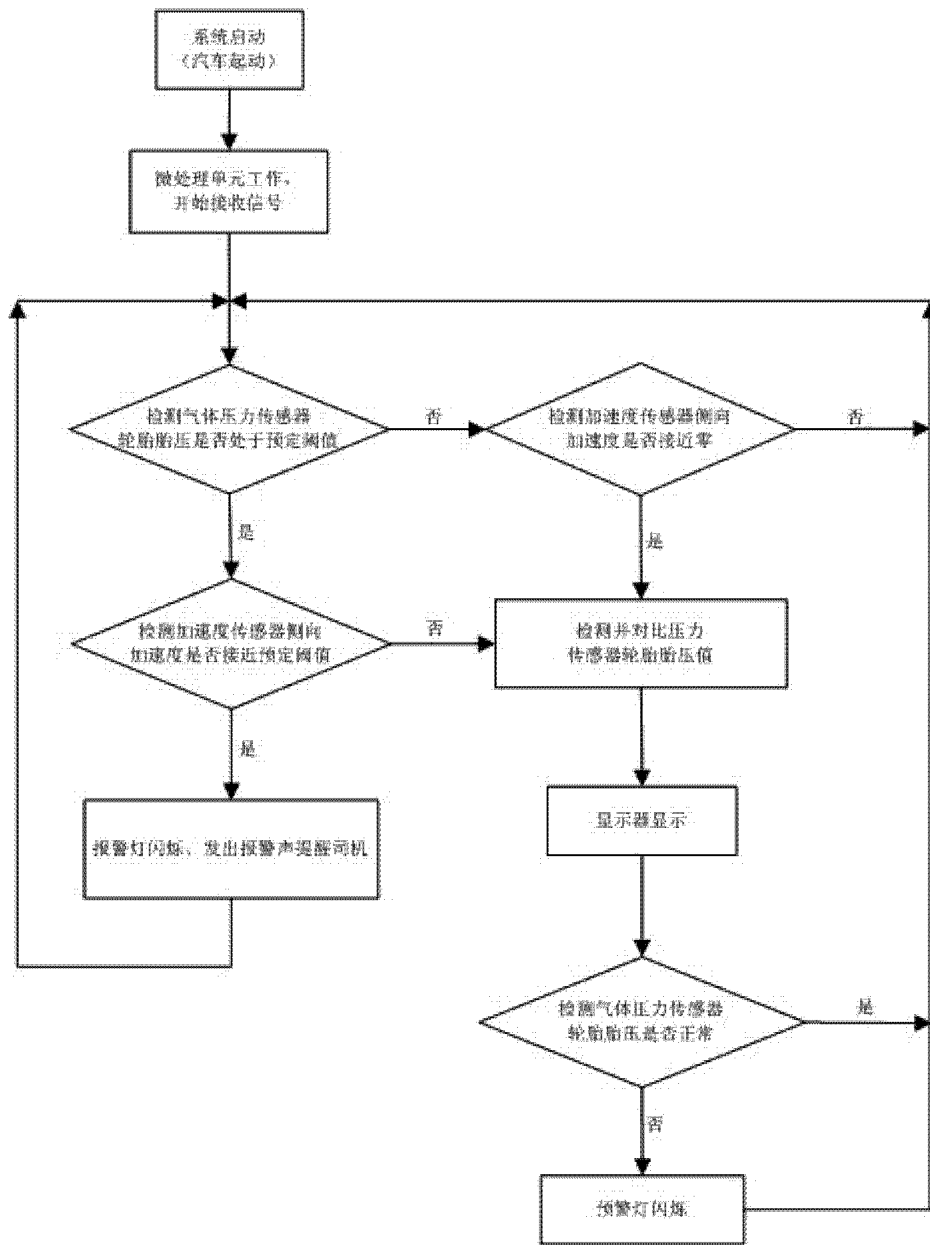 系统启动
（汽车起动）
微处理单元工作，
开始接收信号
检测气体压力传感器
轮胎胎压是否处于预定阈值
否
检测加速度传感器侧向
加速度是否接近零
否
是
是
检测加速度传感器侧向
加速度是否接近预定阈值
否
检测并对比压力
传感器轮胎胎压值
是
报警灯闪烁、发出报警声提醒司机
显示器显示
检测气体压力传感器
轮胎胎压是否正常
是
否
预警灯闪烁